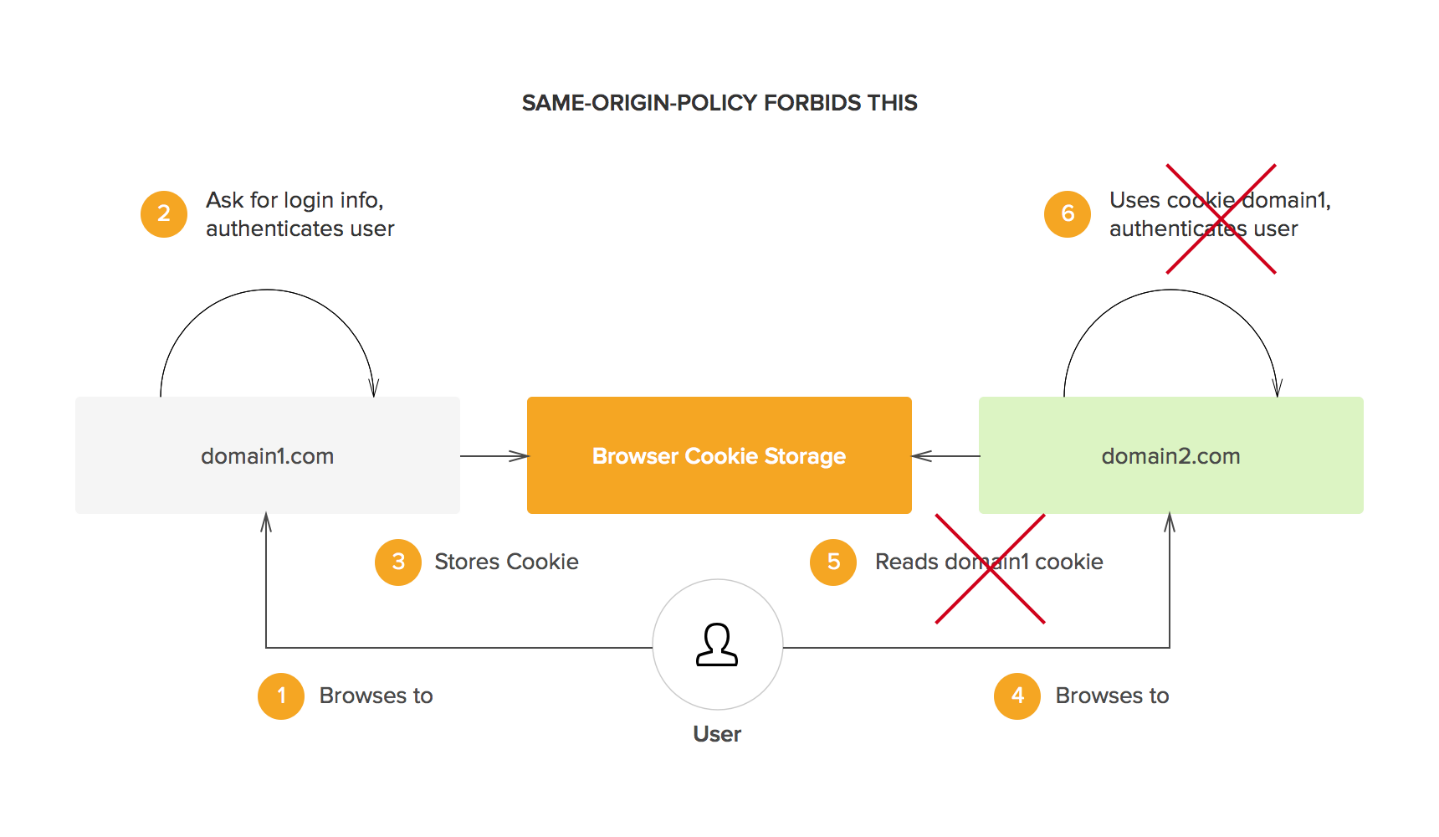 SAME-ORIGIN-POLICY FORBIDS THIS
2
Ask for login info,
authenticates user
6
Uses cookie domain1,
authenticates user
domain1.com
Browser Cookie Storage
domain2.com
3
Stores Cookie
5
Reads domain1 cookie
1
Browses to
4
Browses to
User